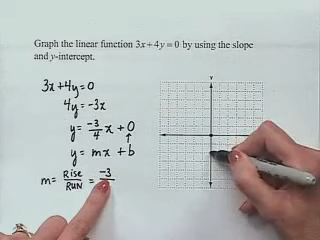 Graph the linear function 3x + 4y = 0 by using the slope
and y-intercept.
3x + 4y = 0
4y = -3x
y = -3/4 x + 0
y = mx + b
m = Rise/Run = -3
y